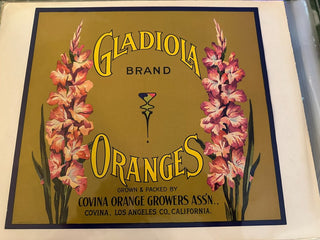 GLADIOLA
BRAND
ORANGES
GROWN & PACKED BY
COVINA ORANGE GROWERS ASSN.,
COVINA, LOS ANGELES CO. CALIFORNIA.